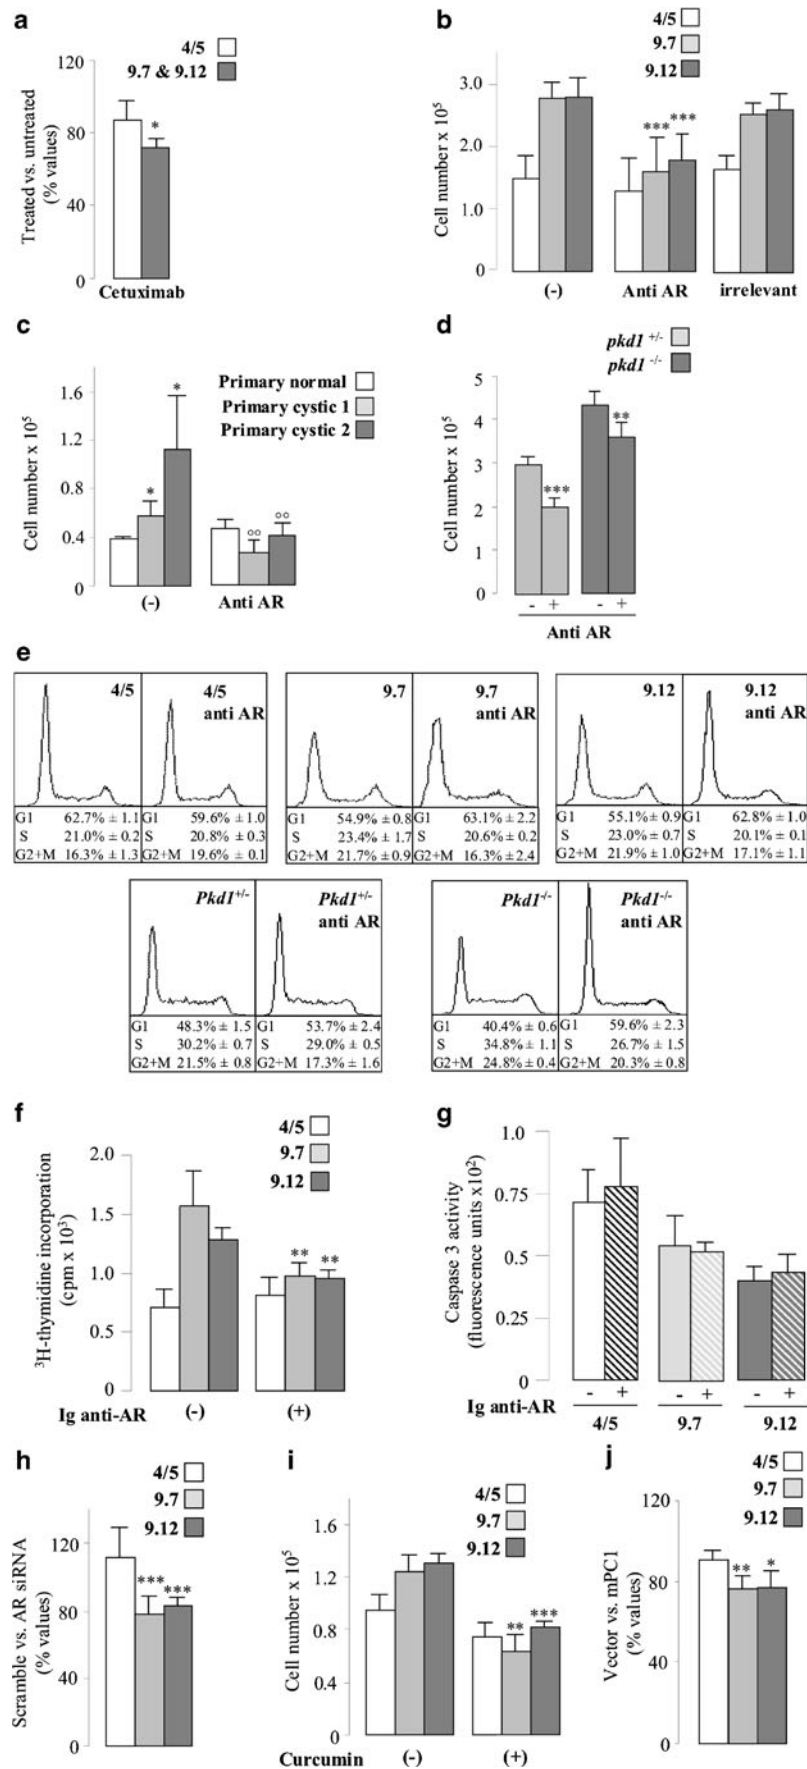 a
4/5
9.7 & 9.12
120
80
40
0
Treated vs. untreated
(% values)
*
Cetuximab
b
4/5
9.7
9.12
3.0
2.0
1.0
0
Cell number x 10⁵
*** ***
(-)
Anti AR
irrelevant
c
1.6
1.2
0.8
0.4
0
Cell number x 10⁵
Primary normal
Primary cystic 1
Primary cystic 2
* *
°° °°
(-)
Anti AR
d
pkd1 +/-
pkd1 -/-
5
4
3
2
1
0
Cell number x 10⁵
***
**
- + - +
Anti AR
e
4/5
G1 62.7% ± 1.1
S 21.0% ± 0.2
G2+M 16.3% ± 1.3
4/5
anti AR
G1 59.6% ± 1.0
S 20.8% ± 0.3
G2+M 19.6% ± 0.1
9.7
G1 54.9% ± 0.8
S 23.4% ± 1.7
G2+M 21.7% ± 0.9
9.7
anti AR
G1 63.1% ± 2.2
S 20.6% ± 0.2
G2+M 16.3% ± 2.4
9.12
G1 55.1% ± 0.9
S 23.0% ± 0.7
G2+M 21.9% ± 1.0
9.12
anti AR
G1 62.8% ± 1.0
S 20.1% ± 0.1
G2+M 17.1% ± 1.1
Pkd1+/-
G1 48.3% ± 1.5
S 30.2% ± 0.7
G2+M 21.5% ± 0.8
Pkd1+/-
anti AR
G1 53.7% ± 2.4
S 29.0% ± 0.5
G2+M 17.3% ± 1.6
Pkd1-/-
G1 40.4% ± 0.6
S 34.8% ± 1.1
G2+M 24.8% ± 0.4
Pkd1-/-
anti AR
G1 59.6% ± 2.3
S 26.7% ± 1.5
G2+M 20.3% ± 0.8
f
4/5
9.7
9.12
2.0
1.5
1.0
0.5
0
³H-thymidine incorporation
(cpm x 10³)
** **
Ig anti-AR (-) (+)
g
1.0
0.75
0.5
0.25
0
Caspase 3 activity
(fluorescence units x10²)
Ig anti-AR - + - + - +
4/5 9.7 9.12
h
4/5
9.7
9.12
120
80
40
0
Scramble vs. AR siRNA
(% values)
*** ***
i
4/5
9.7
9.12
1.6
1.2
0.8
0.4
0
Cell number x 10⁵
** ***
Curcumin (-) (+)
j
4/5
9.7
9.12
120
80
40
0
Vector vs. mPC1
(% values)
** *